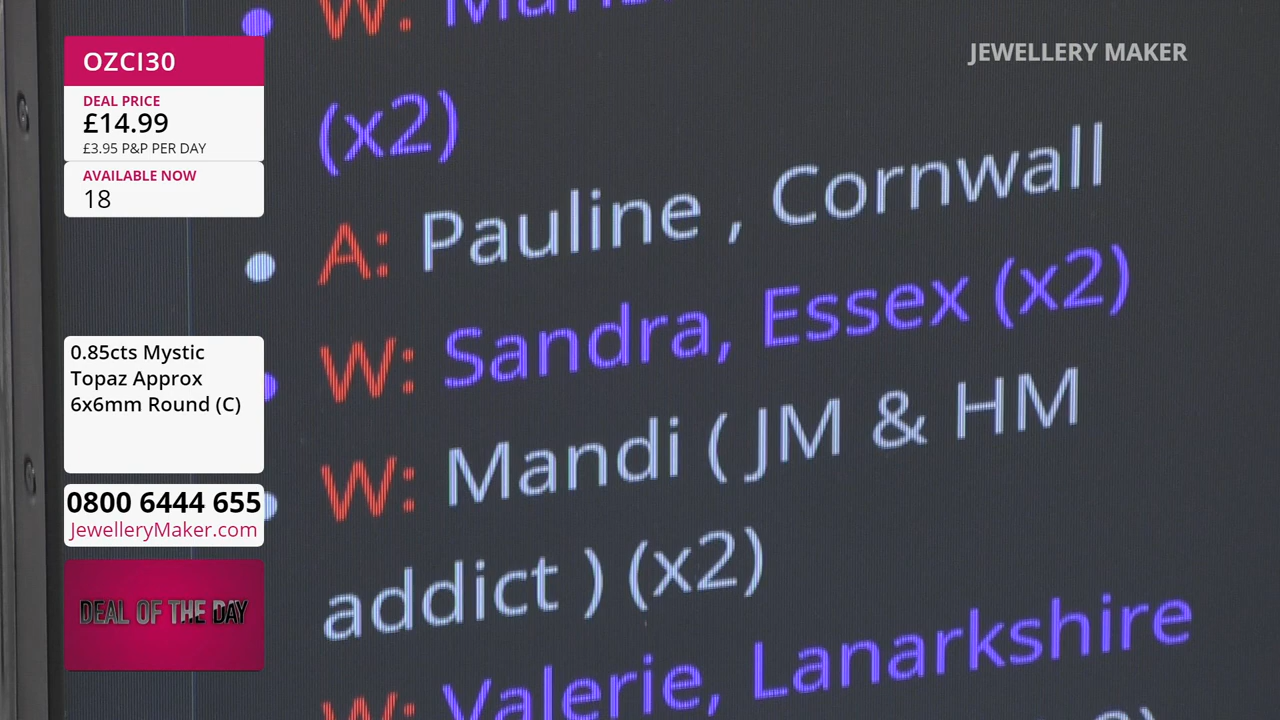 OZCI30
DEAL PRICE
£14.99
£3.95 P&P PER DAY
AVAILABLE NOW
18
0.85cts Mystic
Topaz Approx
6x6mm Round (C)
0800 6444 655
JewelleryMaker.com
DEAL OF THE DAY
JEWELLERY MAKER
W:
(x2)
A: Pauline , Cornwall
W: Sandra, Essex (x2)
W: Mandi ( JM & HM
addict ) (x2)
W: Valerie, Lanarkshire